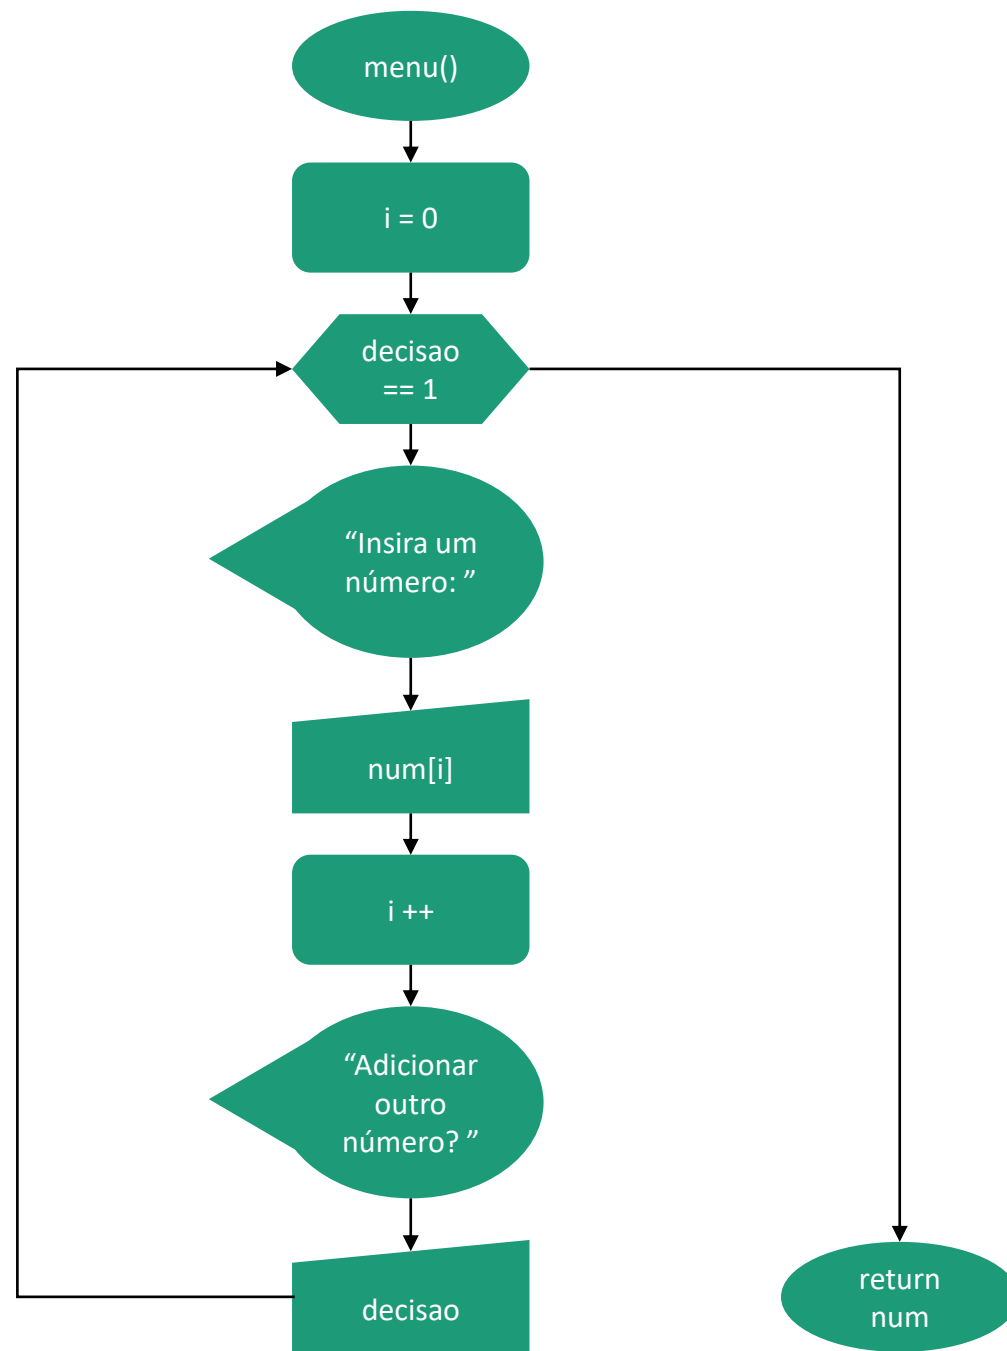 menu()
i = 0
decisao
== 1
“Insira um
número: ”
num[i]
i ++
“Adicionar
outro
número? ”
decisao
return
num